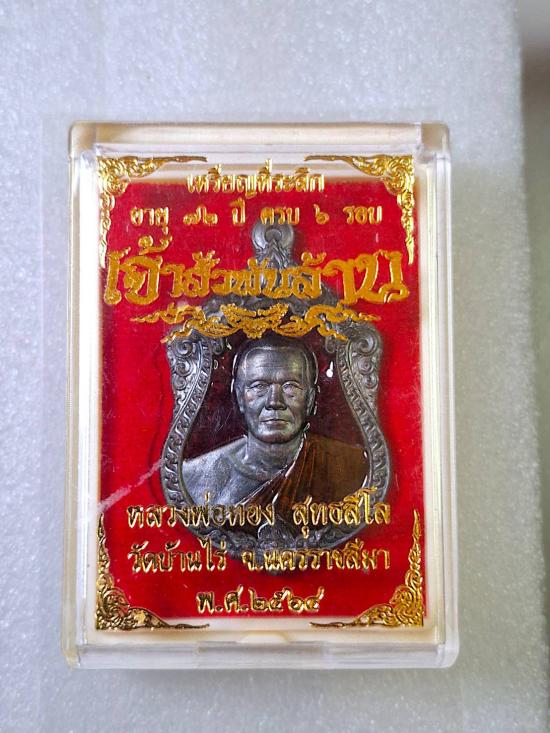 เหรียญที่ระลึก
อายุ ๗๒ ปี ครบ ๖ รอบ
เจ้าสัวพันล้าน
หลวงพ่อทอง สุทธสีโล
วัดบ้านไร่ จ.นครราชสีมา
พ.ศ.๒๕๖๔